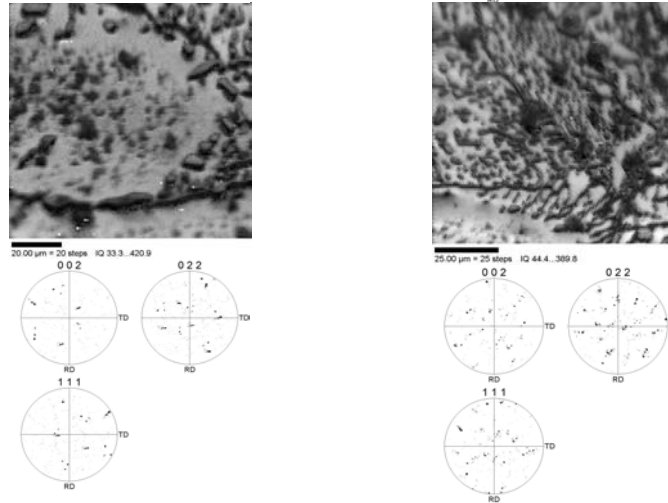 20.00 µm = 20 steps   IQ 33.3...420.9
0 0 2
0 2 2
TD
TD
RD
RD
1 1 1
TD
RD
25.00 µm = 25 steps   IQ 44.4...389.8
0 0 2
0 2 2
TD
RD
RD
1 1 1
TD
RD